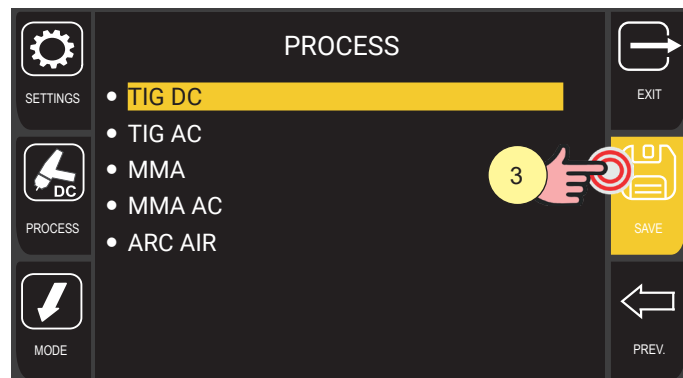 PROCESS
SETTINGS
DC
PROCESS
MODE
• TIG DC
• TIG AC
• MMA
• MMA AC
• ARC AIR
3
EXIT
SAVE
PREV.